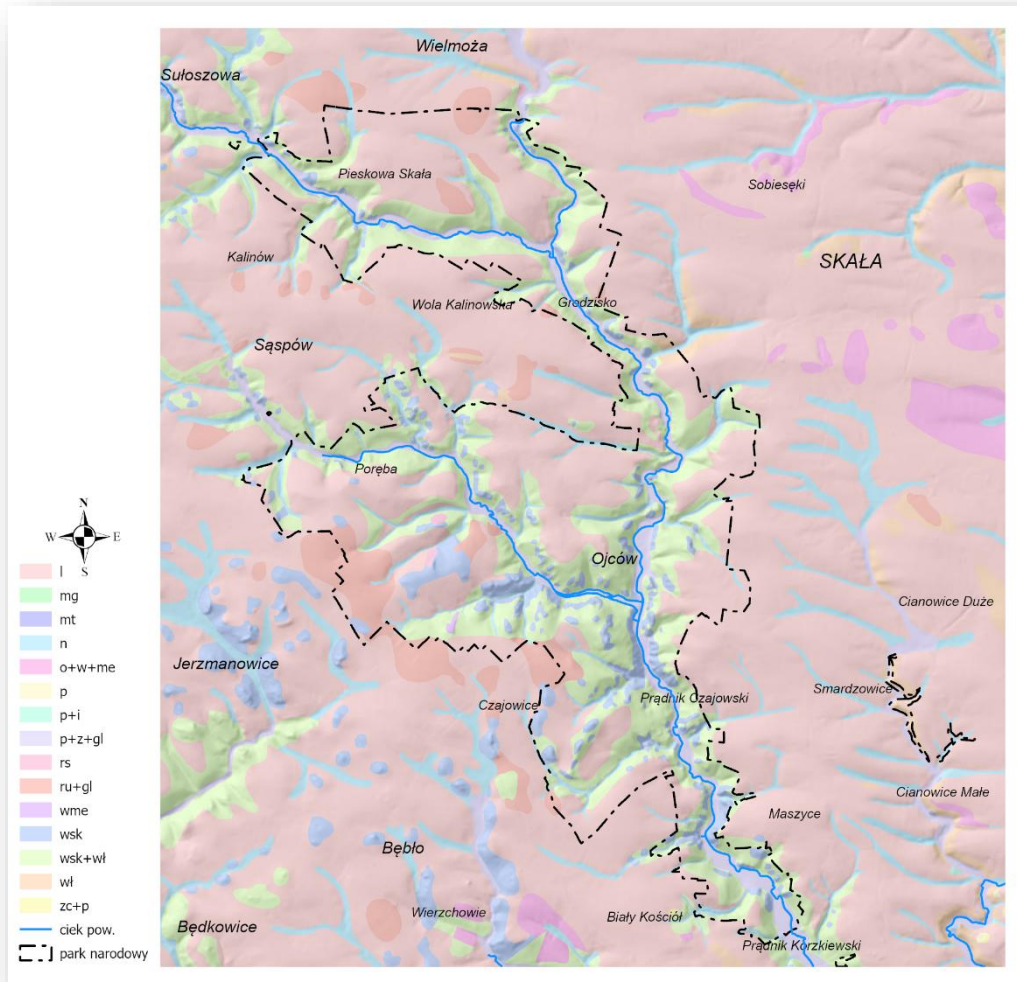 Wielmoża
Sułoszowa
Pieskowa Skała
Sobiesęki
Kalinów
SKAŁA
Wola Kalinowska
Grodzisko
Sąspów
Poręba
Ojców
Cianowice Duże
Jerzmanowice
Smardzowice
Czajowice
Prądnik Czajowski
Cianowice Małe
Maszyce
Bębło
Wierzchowie
Biały Kościół
Będkowice
Prądnik Korzkiewski
N
W
E
S
l
mg
mt
n
o+w+me
p
p+i
p+z+gl
rs
ru+gl
wme
wsk
wsk+wł
wł
zc+p
ciek pow.
park narodowy